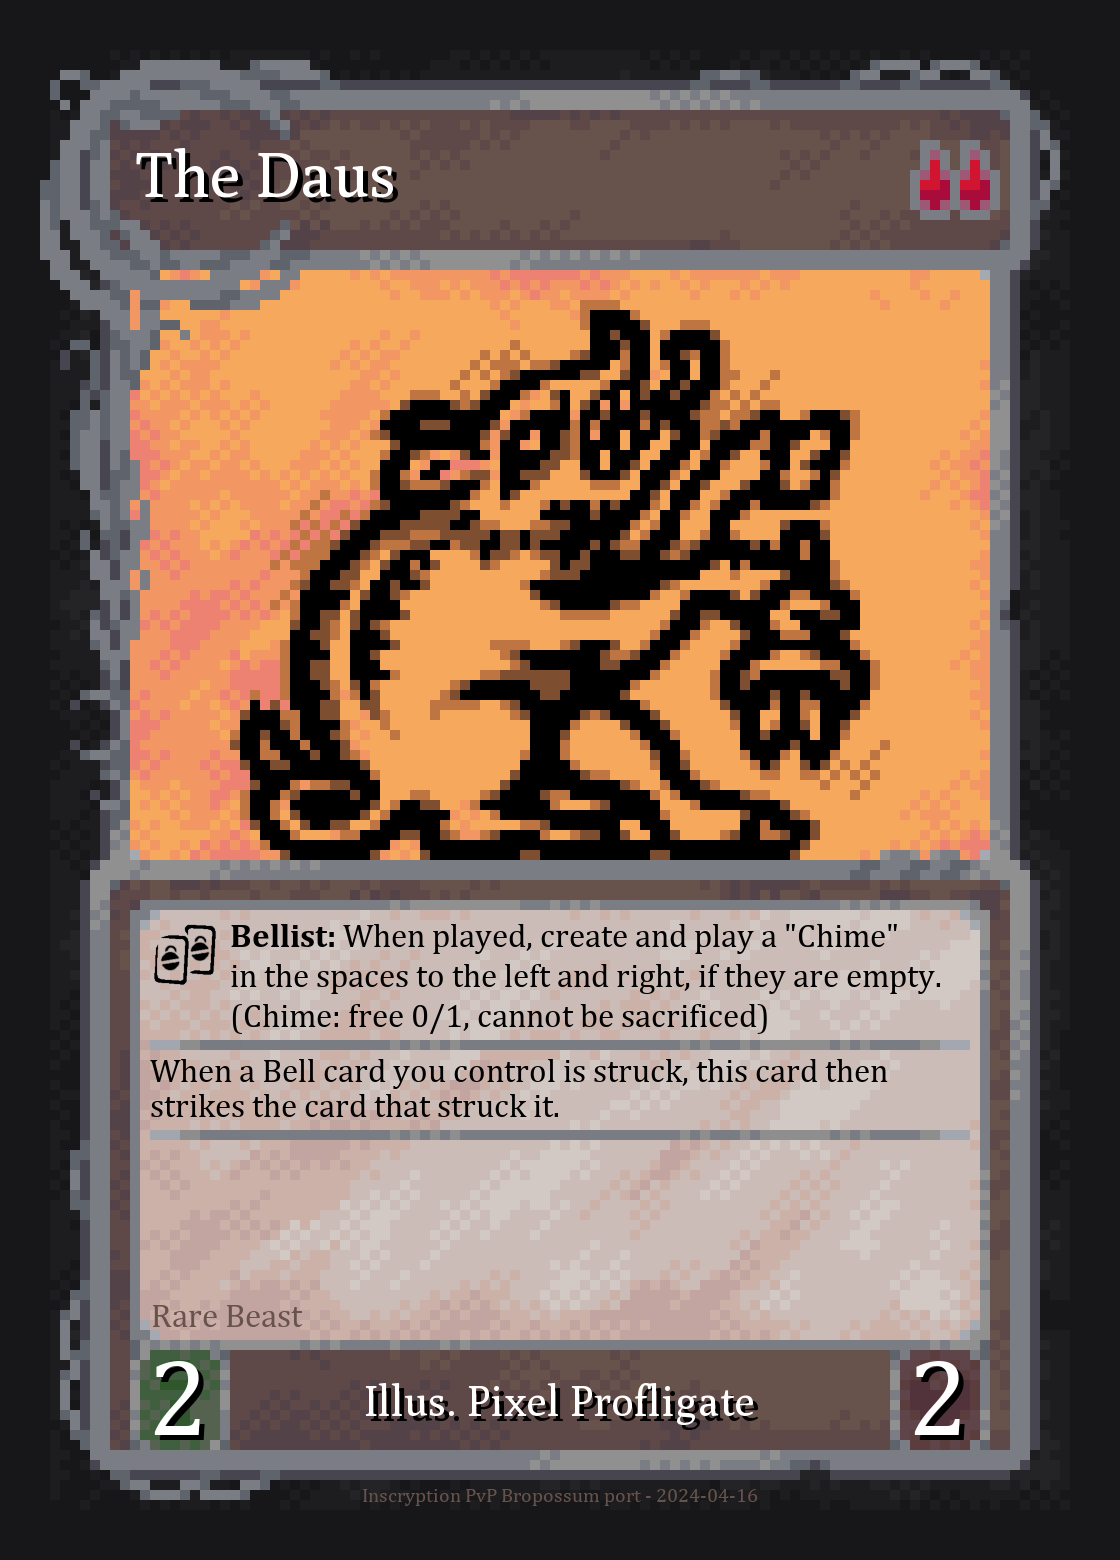 The Daus
Bellist: When played, create and play a "Chime"
in the spaces to the left and right, if they are empty.
(Chime: free 0/1, cannot be sacrificed)
When a Bell card you control is struck, this card then
strikes the card that struck it.
Rare Beast
2
Illus. Pixel Profligate
2
Inscryption PvP Bropossum port - 2024-04-16